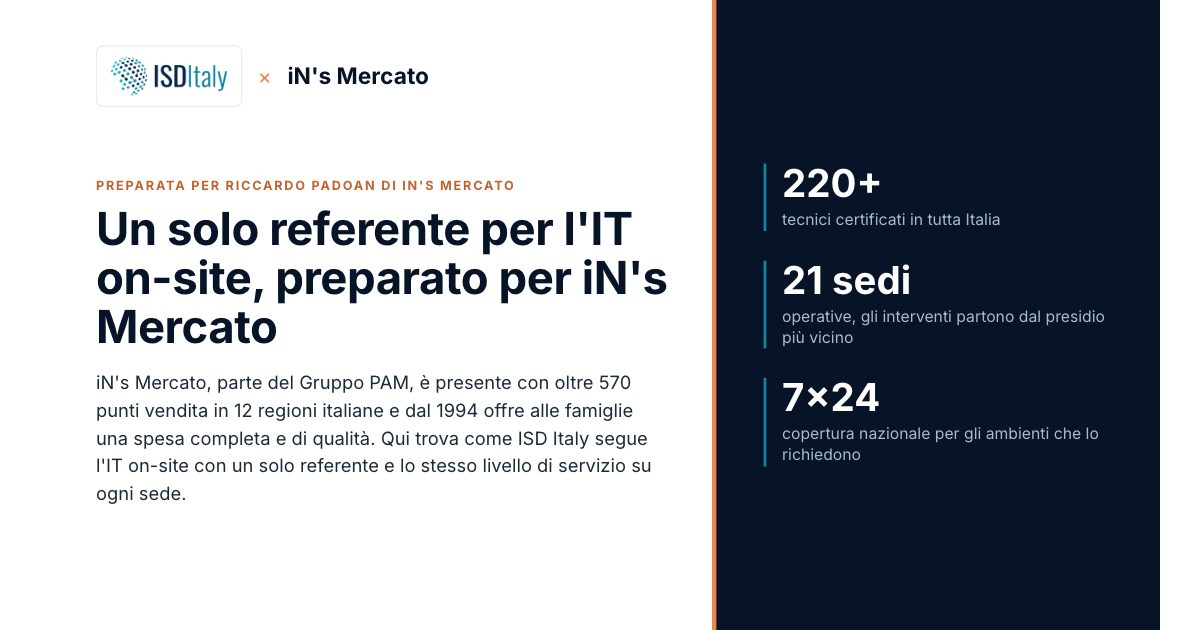 ISDItaly × iN's Mercato
PREPARATA PER RICCARDO PADOAN DI IN'S MERCATO
Un solo referente per l'IT
on-site, preparato per iN's
Mercato
iN's Mercato, parte del Gruppo PAM, è presente con oltre 570
punti vendita in 12 regioni italiane e dal 1994 offre alle famiglie
una spesa completa e di qualità. Qui trova come ISD Italy segue
l'IT on-site con un solo referente e lo stesso livello di servizio su
ogni sede.
220+
tecnici certificati in tutta Italia
21 sedi
operative, gli interventi partono dal presidio
più vicino
7×24
copertura nazionale per gli ambienti che lo
richiedono